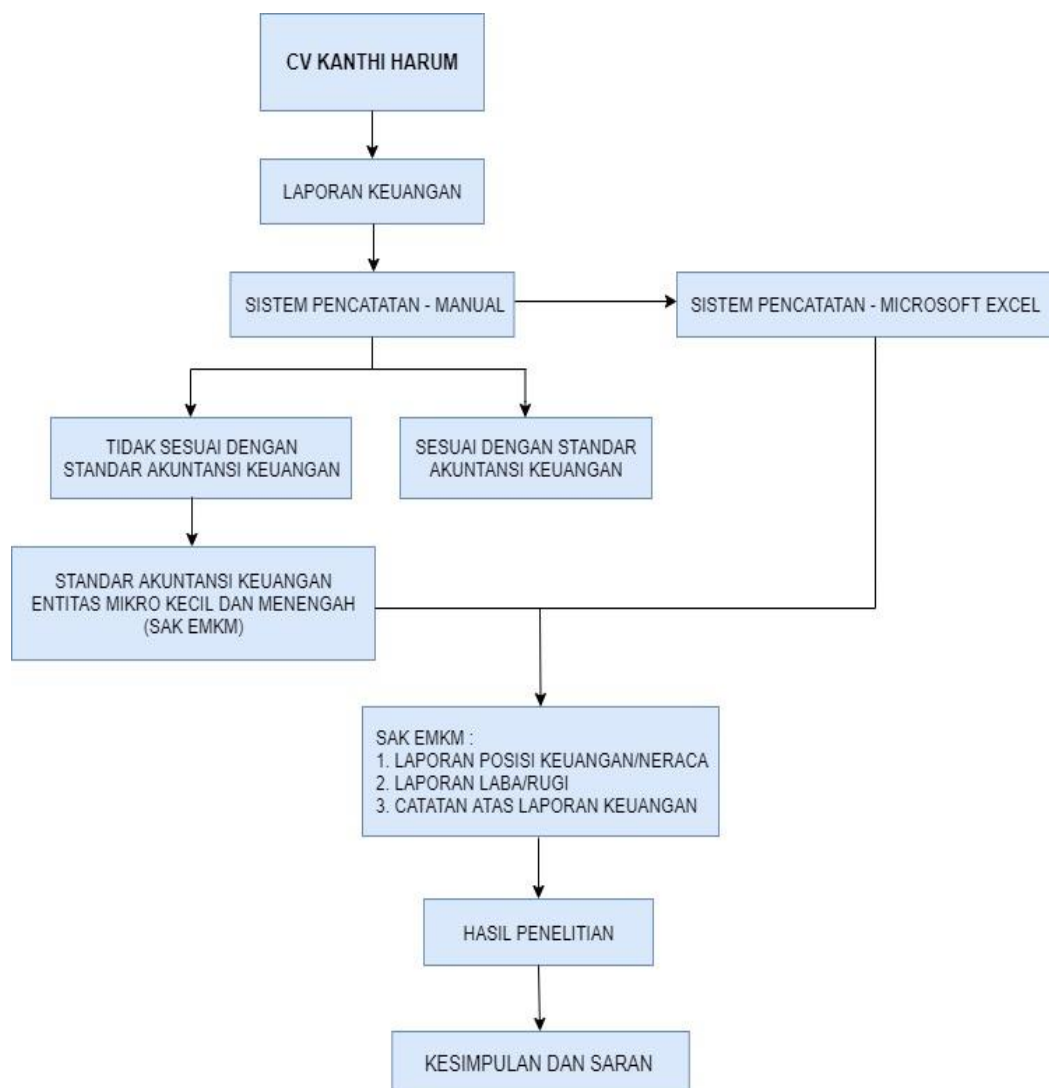 CV KANTHI HARUM
LAPORAN KEUANGAN
SISTEM PENCATATAN - MANUAL
SISTEM PENCATATAN - MICROSOFT EXCEL
TIDAK SESUAI DENGAN
STANDAR AKUNTANSI KEUANGAN
SESUAI DENGAN STANDAR
AKUNTANSI KEUANGAN
STANDAR AKUNTANSI KEUANGAN
ENTITAS MIKRO KECIL DAN MENENGAH
(SAK EMKM)
SAK EMKM :
1. LAPORAN POSISI KEUANGAN/NERACA
2. LAPORAN LABA/RUGI
3. CATATAN ATAS LAPORAN KEUANGAN
HASIL PENELITIAN
KESIMPULAN DAN SARAN